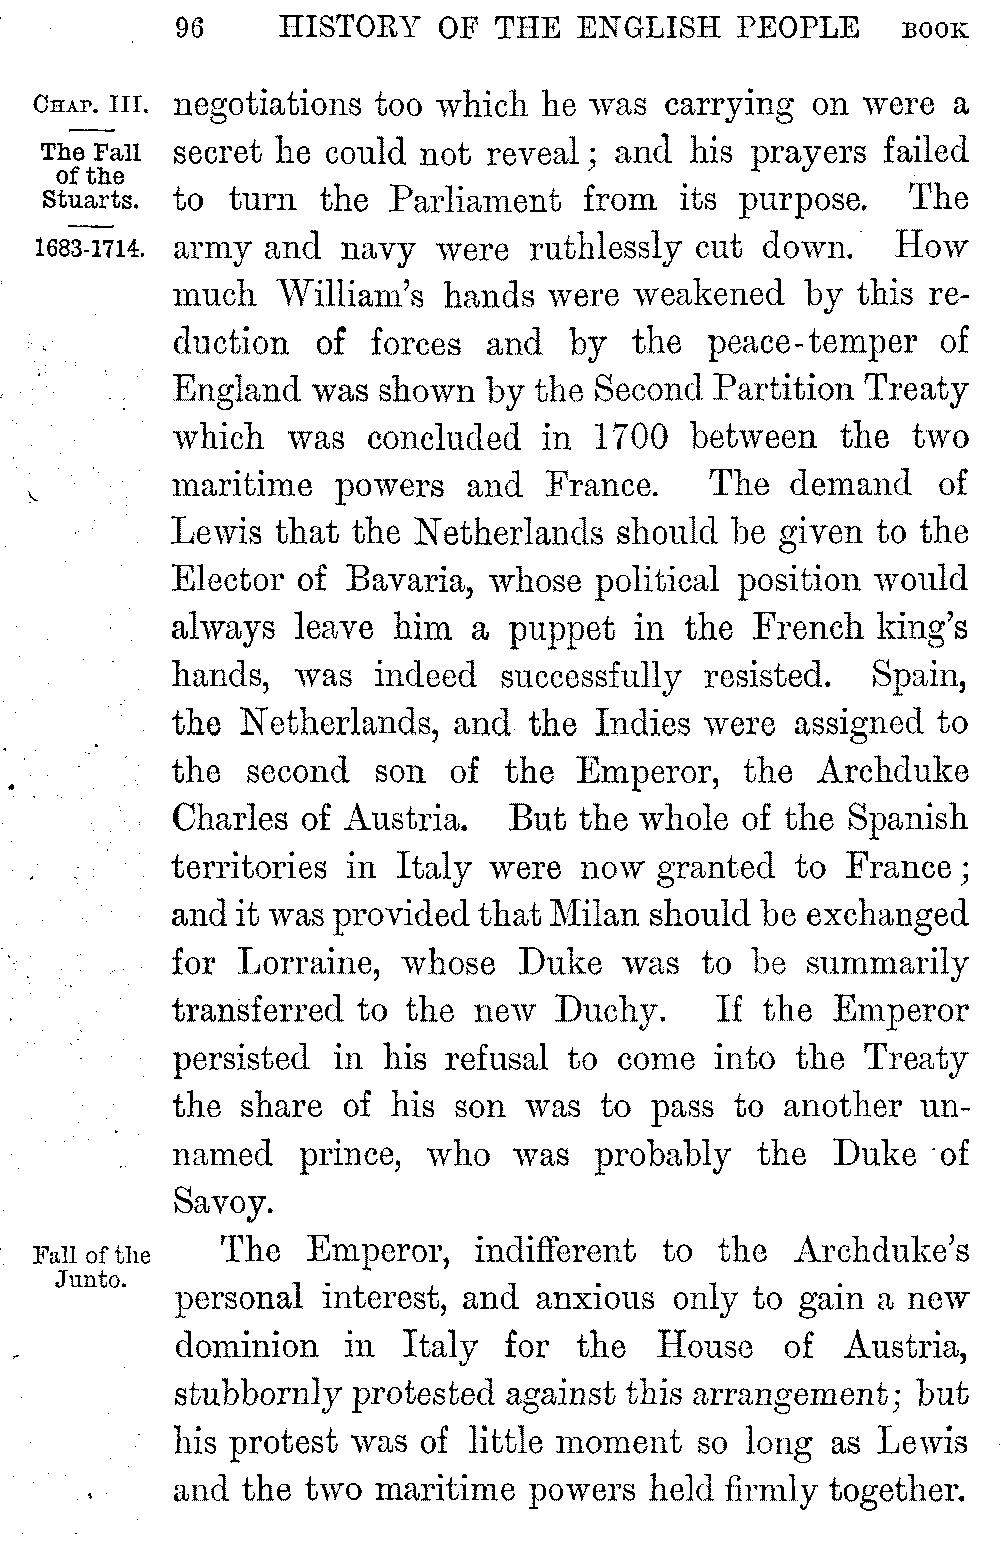 96 HISTORY OF THE ENGLISH PEOPLE BOOK
CHAP. III.
The Fall
of the
Stuarts.
1683-1714.
negotiations too which he was carrying on were a
secret he could not reveal; and his prayers failed
to turn the Parliament from its purpose. The
army and navy were ruthlessly cut down. How
much William's hands were weakened by this re-
duction of forces and by the peace-temper of
England was shown by the Second Partition Treaty
which was concluded in 1700 between the two
maritime powers and France. The demand of
Lewis that the Netherlands should be given to the
Elector of Bavaria, whose political position would
always leave him a puppet in the French king's
hands, was indeed successfully resisted. Spain,
the Netherlands, and the Indies were assigned to
the second son of the Emperor, the Archduke
Charles of Austria. But the whole of the Spanish
territories in Italy were now granted to France;
and it was provided that Milan should be exchanged
for Lorraine, whose Duke was to be summarily
transferred to the new Duchy. If the Emperor
persisted in his refusal to come into the Treaty
the share of his son was to pass to another un-
named prince, who was probably the Duke of
Savoy.
Fall of the
Junto.
The Emperor, indifferent to the Archduke's
personal interest, and anxious only to gain a new
dominion in Italy for the House of Austria,
stubbornly protested against this arrangement; but
his protest was of little moment so long as Lewis
and the two maritime powers held firmly together.